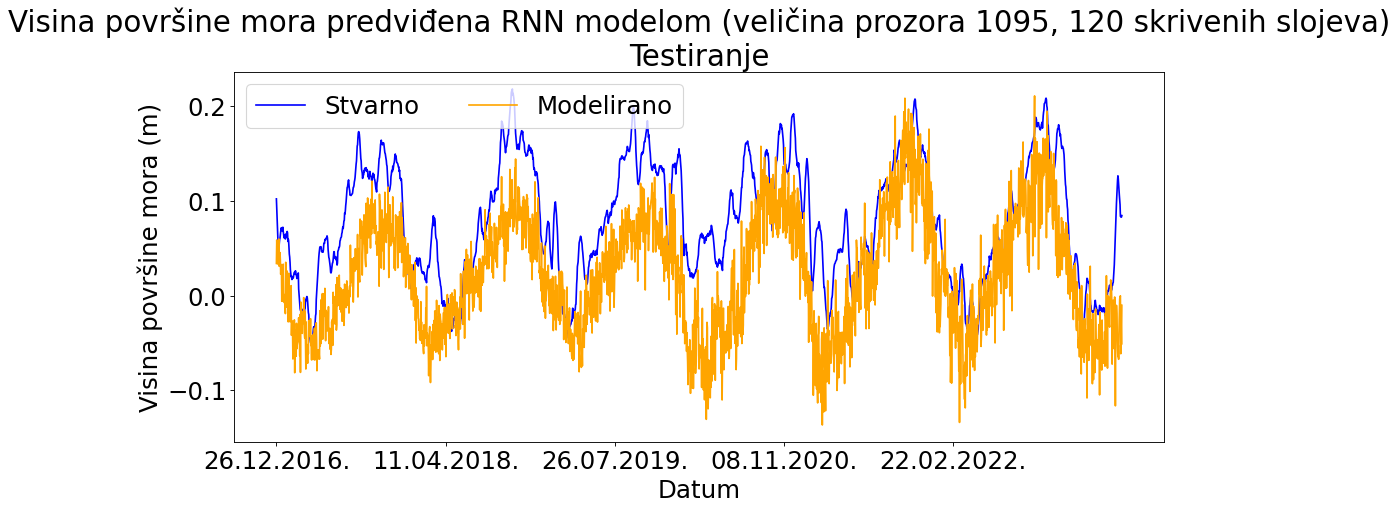 Visina površine mora predviđena RNN modelom (veličina prozora 1095, 120 skrivenih slojeva)
Testiranje
Stvarno Modelirano
Visina površine mora (m)
0.2
0.1
0.0
−0.1
26.12.2016. 11.04.2018. 26.07.2019. 08.11.2020. 22.02.2022.
Datum